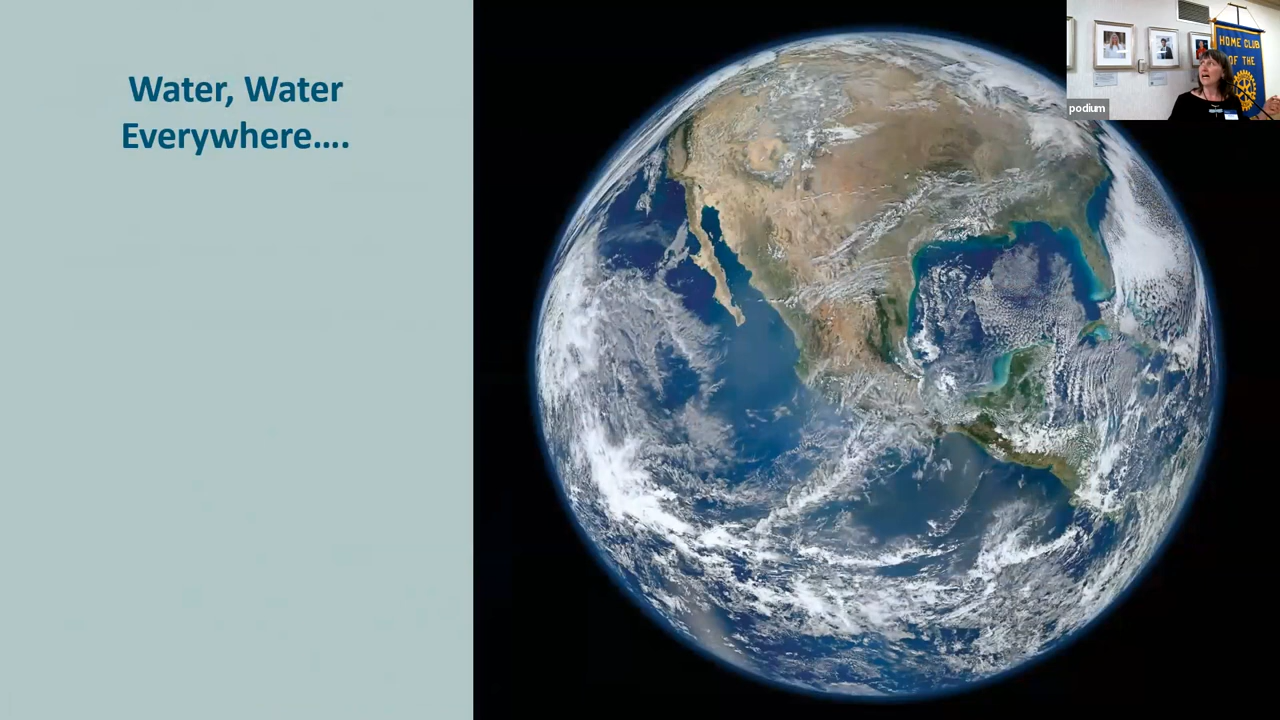 Water, Water
Everywhere….
HOME CLUB
OF THE
podium